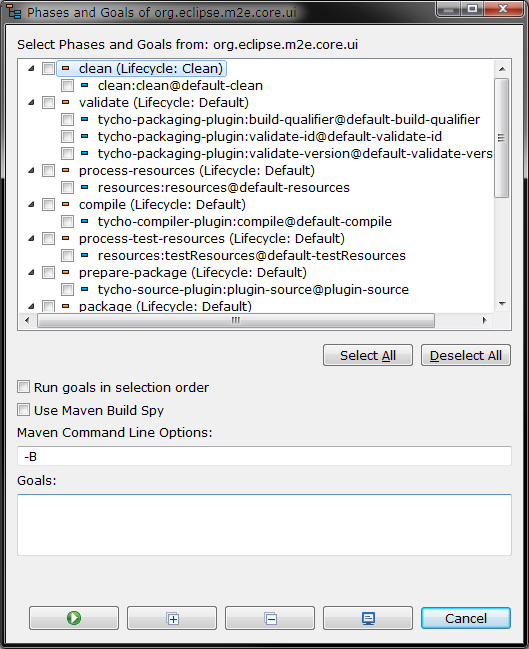 Phases and Goals of org.eclipse.m2e.core.ui
Select Phases and Goals from: org.eclipse.m2e.core.ui
clean (Lifecycle: Clean)
clean:clean@default-clean
validate (Lifecycle: Default)
tycho-packaging-plugin:build-qualifier@default-build-qualifier
tycho-packaging-plugin:validate-id@default-validate-id
tycho-packaging-plugin:validate-version@default-validate-vers
process-resources (Lifecycle: Default)
resources:resources@default-resources
compile (Lifecycle: Default)
tycho-compiler-plugin:compile@default-compile
process-test-resources (Lifecycle: Default)
resources:testResources@default-testResources
prepare-package (Lifecycle: Default)
tycho-source-plugin:plugin-source@plugin-source
package (Lifecycle: Default)
Select All
Deselect All
Run goals in selection order
Use Maven Build Spy
Maven Command Line Options:
-B
Goals:
Cancel